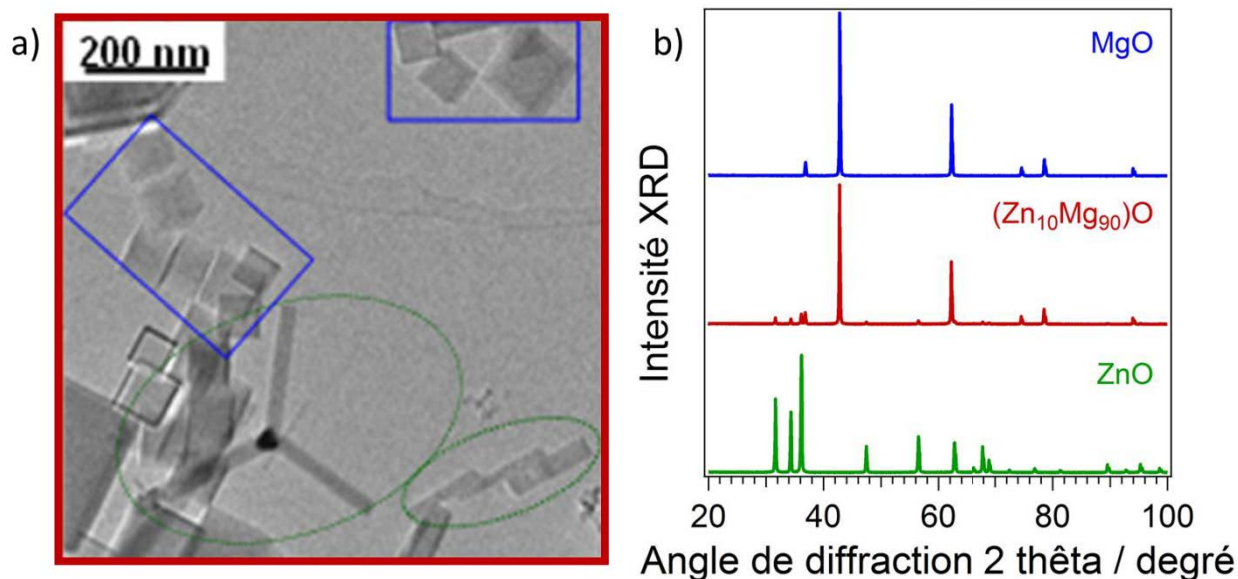 a)
200 nm
b)
MgO
(Zn₁₀Mg₉₀)O
ZnO
Intensité XRD
20 40 60 80 100
Angle de diffraction 2 thêta / degré